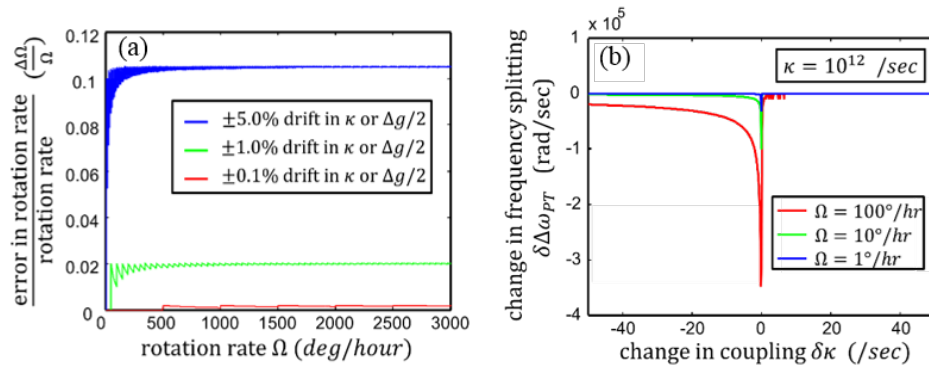 (a)
error in rotation rate / rotation rate (ΔΩ/Ω)
0.12
0.1
0.08
0.06
0.04
0.02
0
±5.0% drift in κ or Δg/2
±1.0% drift in κ or Δg/2
±0.1% drift in κ or Δg/2
0 500 1000 1500 2000 2500 3000
rotation rate Ω (deg/hour)
(b)
× 10⁵
κ = 10¹² /sec
change in frequency splitting
δΔω_PT (rad/sec)
1
0
-1
-2
-3
-4
Ω = 100°/hr
Ω = 10°/hr
Ω = 1°/hr
-40 -20 0 20 40
change in coupling δκ (/sec)